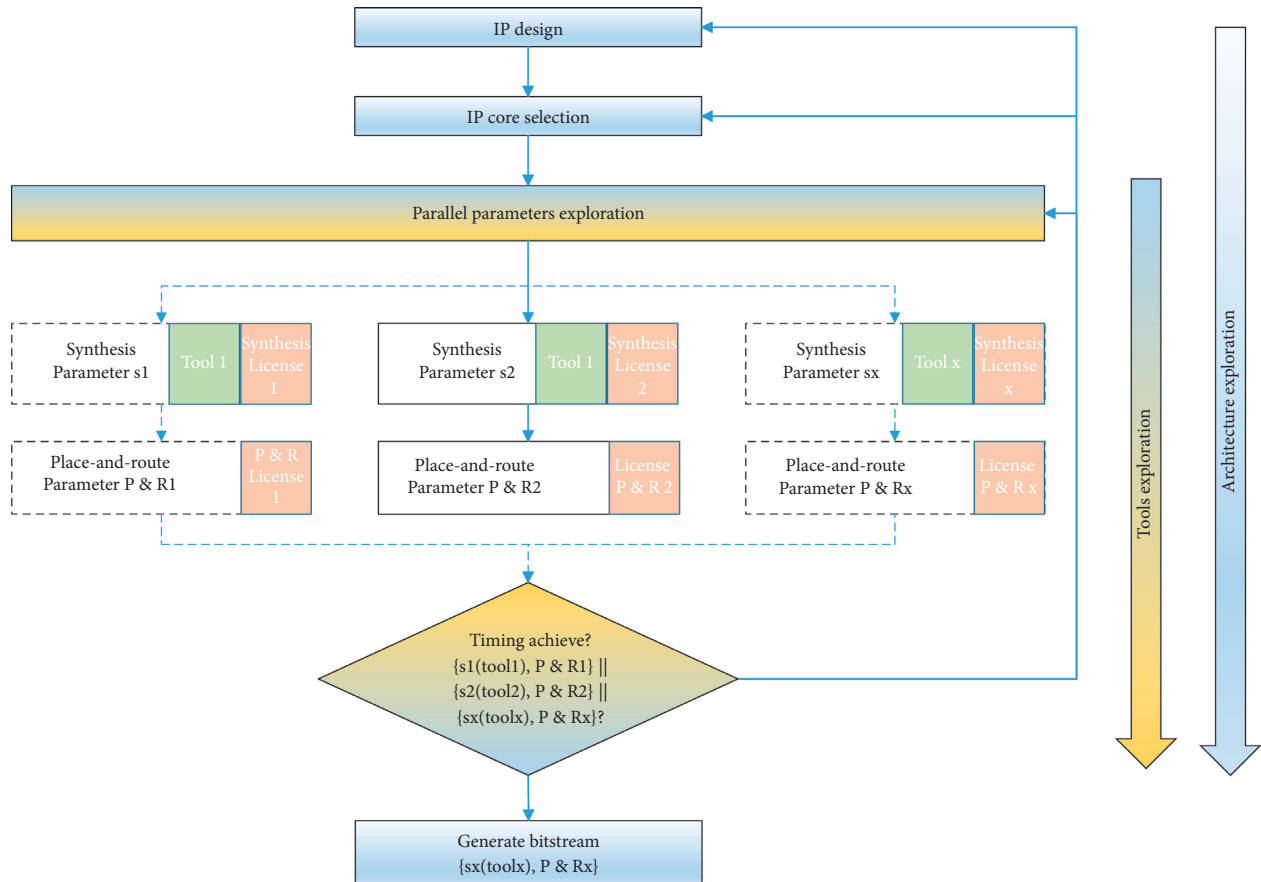 IP design
IP core selection
Parallel parameters exploration
Synthesis
Parameter s1
Tool 1
Synthesis
License
1
Synthesis
Parameter s2
Tool 1
Synthesis
License
2
Synthesis
Parameter sx
Tool x
Synthesis
License
x
Place-and-route
Parameter P & R1
P & R
License
1
Place-and-route
Parameter P & R2
License
P & R 2
Place-and-route
Parameter P & Rx
License
P & R x
Timing achieve?
{s1(tool1), P & R1} ||
{s2(tool2), P & R2} ||
{sx(toolx), P & Rx}?
Generate bitstream
{sx(toolx), P & Rx}
Tools exploration
Architecture exploration